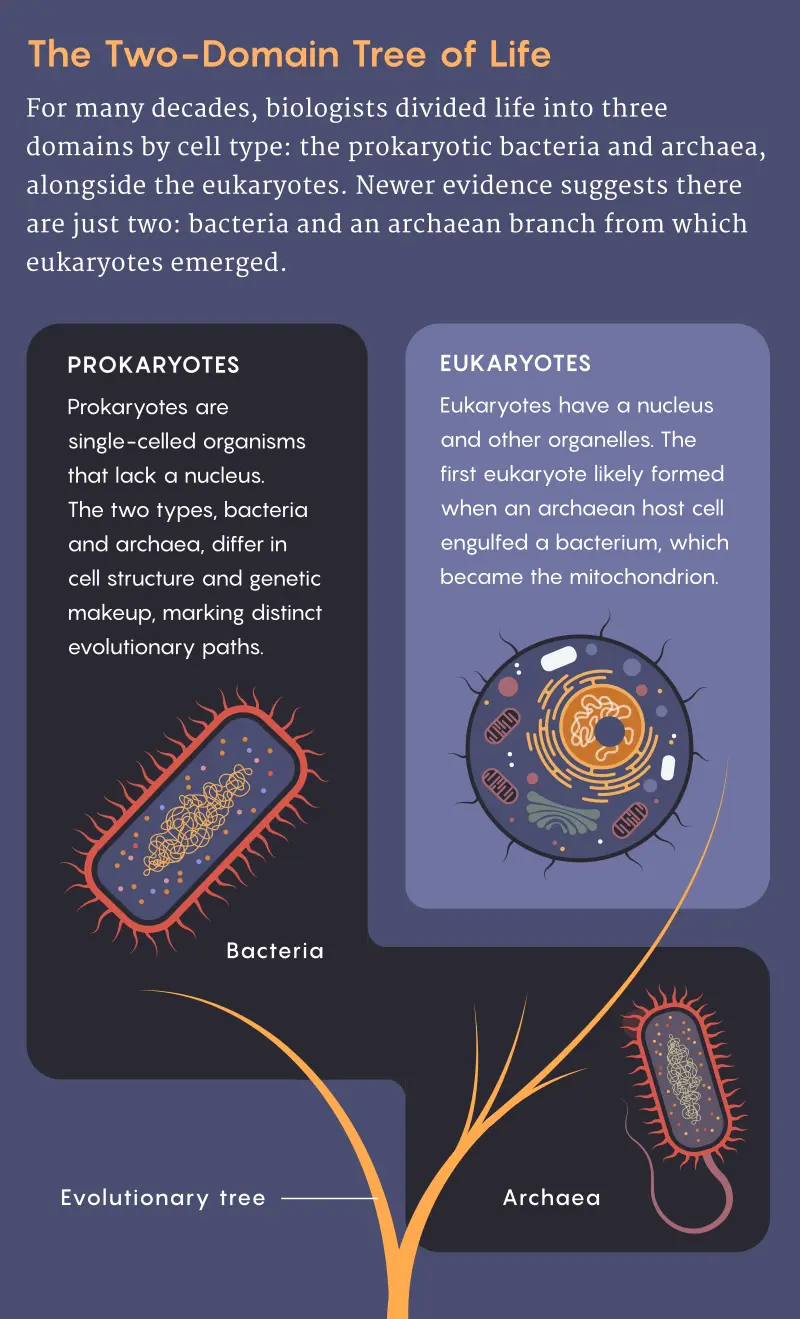 The Two-Domain Tree of Life
For many decades, biologists divided life into three
domains by cell type: the prokaryotic bacteria and archaea,
alongside the eukaryotes. Newer evidence suggests there
are just two: bacteria and an archaean branch from which
eukaryotes emerged.
PROKARYOTES
Prokaryotes are
single-celled organisms
that lack a nucleus.
The two types, bacteria
and archaea, differ in
cell structure and genetic
makeup, marking distinct
evolutionary paths.
EUKARYOTES
Eukaryotes have a nucleus
and other organelles. The
first eukaryote likely formed
when an archaean host cell
engulfed a bacterium, which
became the mitochondrion.
Bacteria
Evolutionary tree
Archaea